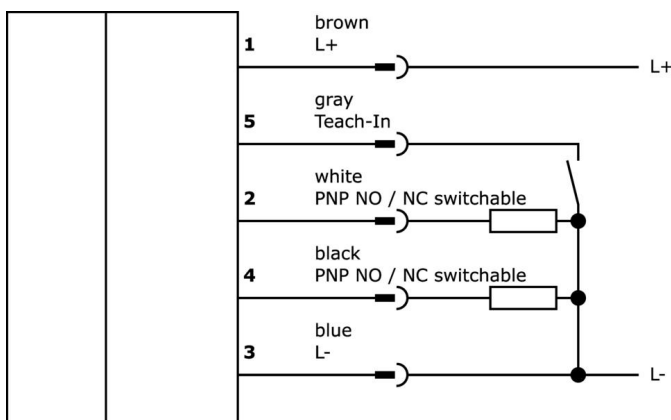 brown
1 L+
L+
gray
5 Teach-In
white
2 PNP NO / NC switchable
black
4 PNP NO / NC switchable
blue
3 L-
L-